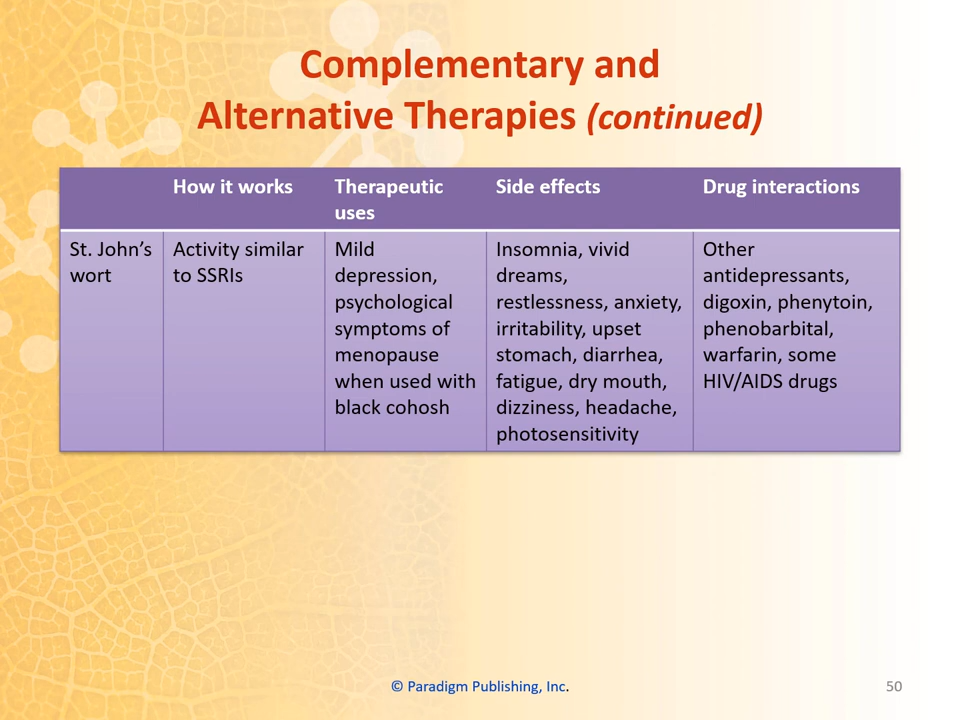 Complementary and
Alternative Therapies (continued)
How it works
Therapeutic
uses
Side effects
Drug interactions
St. John’s
wort
Activity similar
to SSRIs
Mild
depression,
psychological
symptoms of
menopause
when used with
black cohosh
Insomnia, vivid
dreams,
restlessness, anxiety,
irritability, upset
stomach, diarrhea,
fatigue, dry mouth,
dizziness, headache,
photosensitivity
Other
antidepressants,
digoxin, phenytoin,
phenobarbital,
warfarin, some
HIV/AIDS drugs
© Paradigm Publishing, Inc.
50